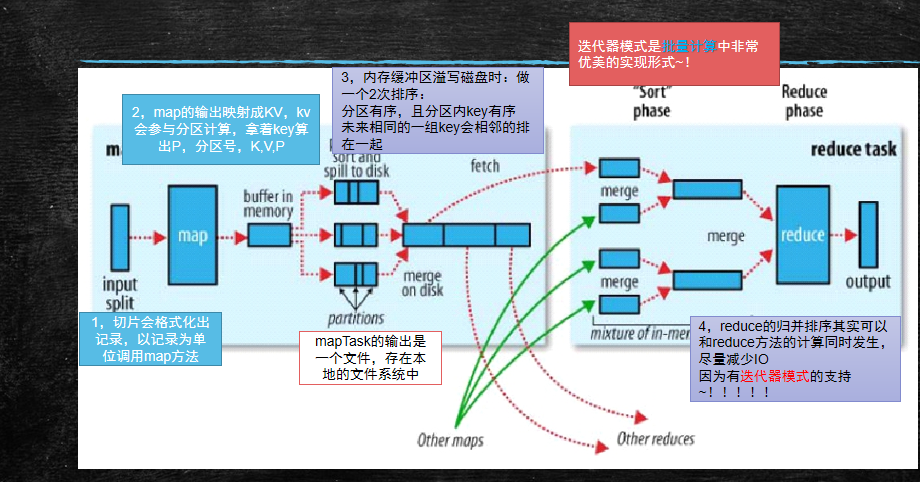 迭代器模式是批量计算中非常
优美的实现形式~!
3，内存缓冲区溢写磁盘时：做
一个2次排序：
分区有序，且分区内key有序
未来相同的一组key会相邻的排
在一起
2，map的输出映射成KV，kv
会参与分区计算，拿着key算
出P，分区号，K,V,P
"Sort"
phase
Reduce
phase
reduce task
sort and
spill to disk
fetch
buffer in
memory
map
input
split
merge
on disk
partitions
merge
merge
merge
reduce
output
mixture of in-mem
1，切片会格式化出
记录，以记录为单
位调用map方法
mapTask的输出是
一个文件，存在本
地的文件系统中
4，reduce的归并排序其实可以
和reduce方法的计算同时发生，
尽量减少IO
因为有迭代器模式的支持
~！！！！！
Other maps
Other reduces